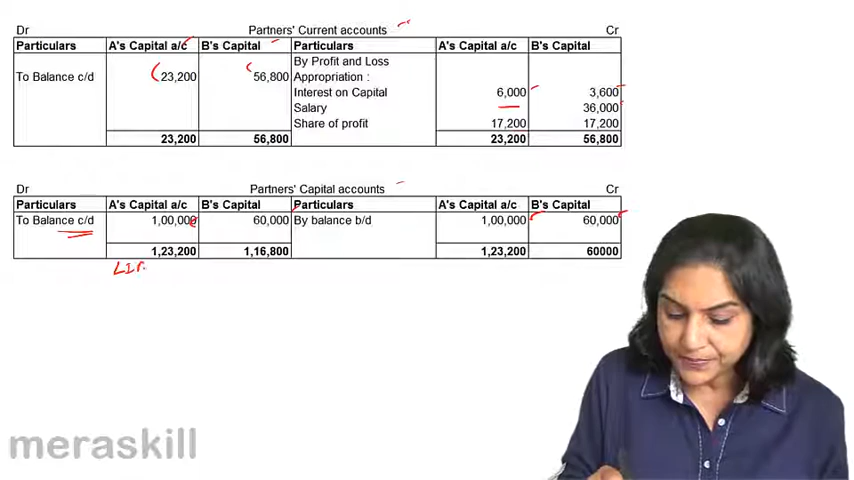 Dr Partners' Current accounts Cr
Particulars A's Capital a/c B's Capital Particulars A's Capital a/c B's Capital
By Profit and Loss
To Balance c/d 23,200 56,800 Appropriation :
Interest on Capital 6,000 3,600
Salary 36,000
Share of profit 17,200 17,200
23,200 56,800 23,200 56,800
Dr Partners' Capital accounts Cr
Particulars A's Capital a/c B's Capital Particulars A's Capital a/c B's Capital
To Balance c/d 1,00,000 60,000 By balance b/d 1,00,000 60,000
1,23,200 1,16,800 1,23,200 60000
meraskill